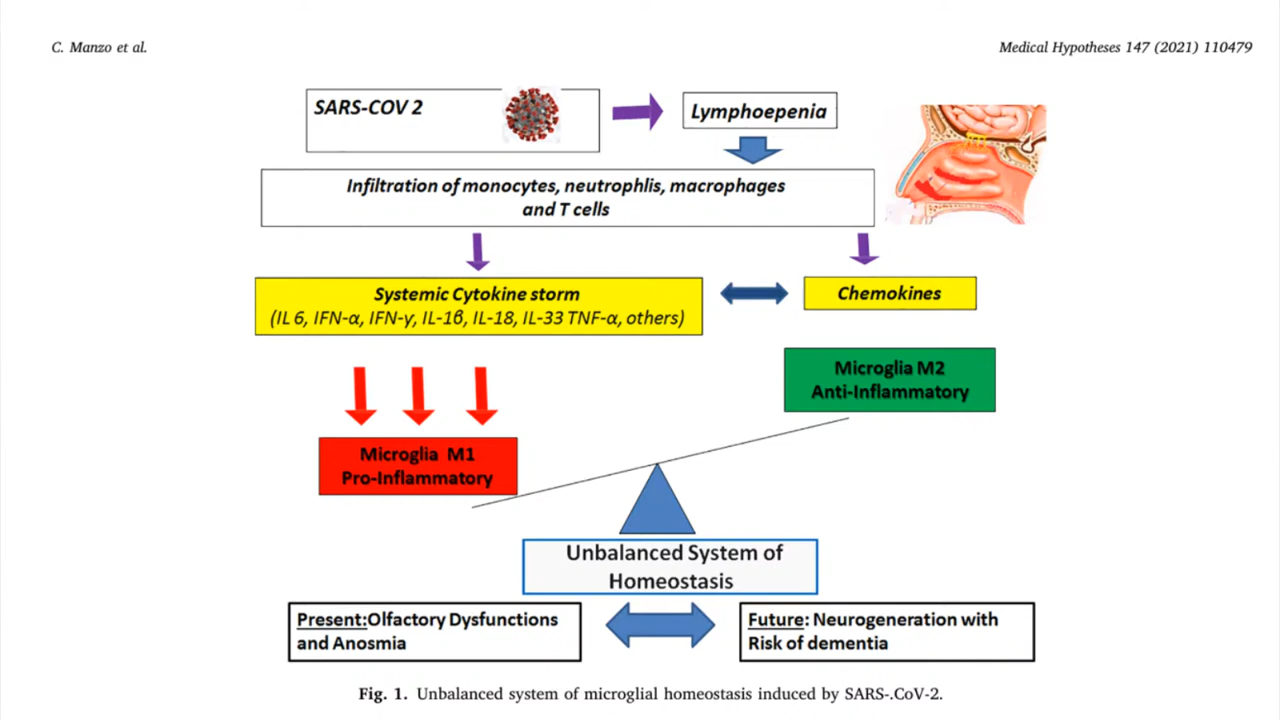 C. Manzo et al.
Medical Hypotheses 147 (2021) 110479
SARS-COV 2
Lymphoepenia
Infiltration of monocytes, neutrophlis, macrophages
and T cells
Systemic Cytokine storm
(IL 6, IFN-α, IFN-γ, IL-1β, IL-18, IL-33 TNF-α, others)
Chemokines
Microglia M2
Anti-Inflammatory
Microglia M1
Pro-Inflammatory
Unbalanced System of
Homeostasis
Present:Olfactory Dysfunctions
and Anosmia
Future: Neurogeneration with
Risk of dementia
Fig. 1. Unbalanced system of microglial homeostasis induced by SARS-.CoV-2.